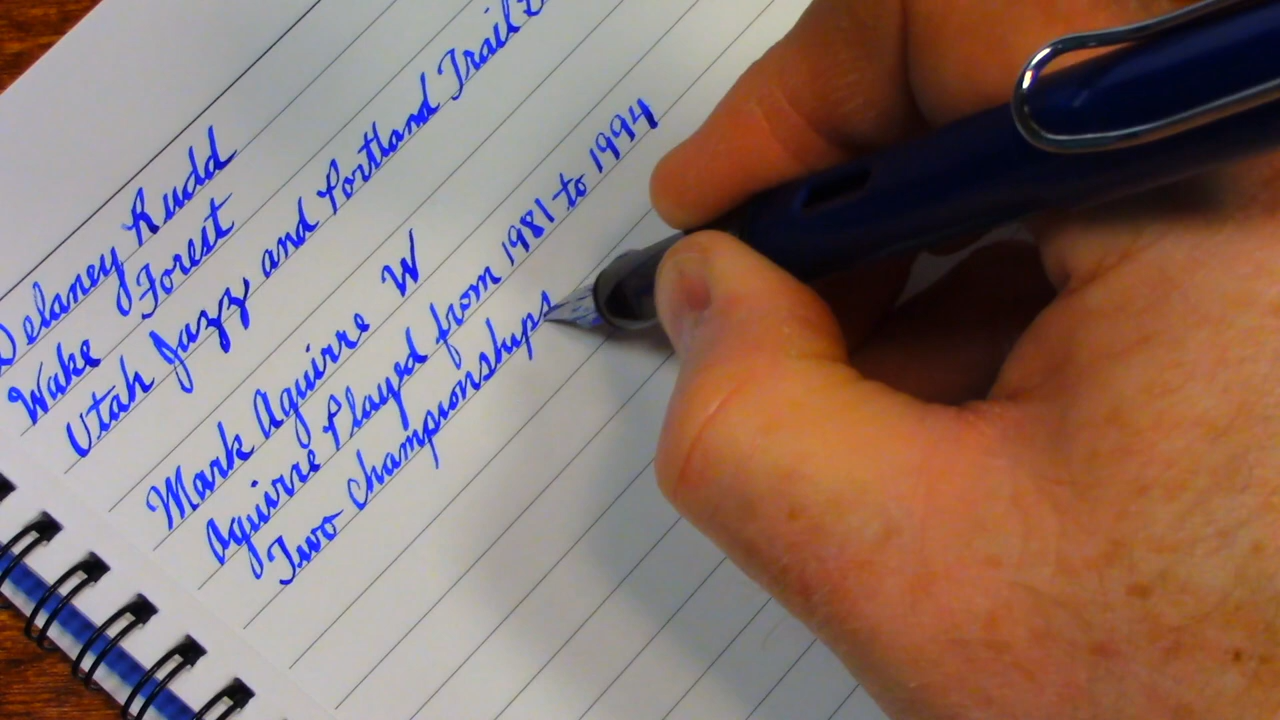 Delaney Rudd
Wake Forest
Utah Jazz and Portland Trail
Mark Aguirre W
Aguirre Played from 1981 to 1994
Two Championships